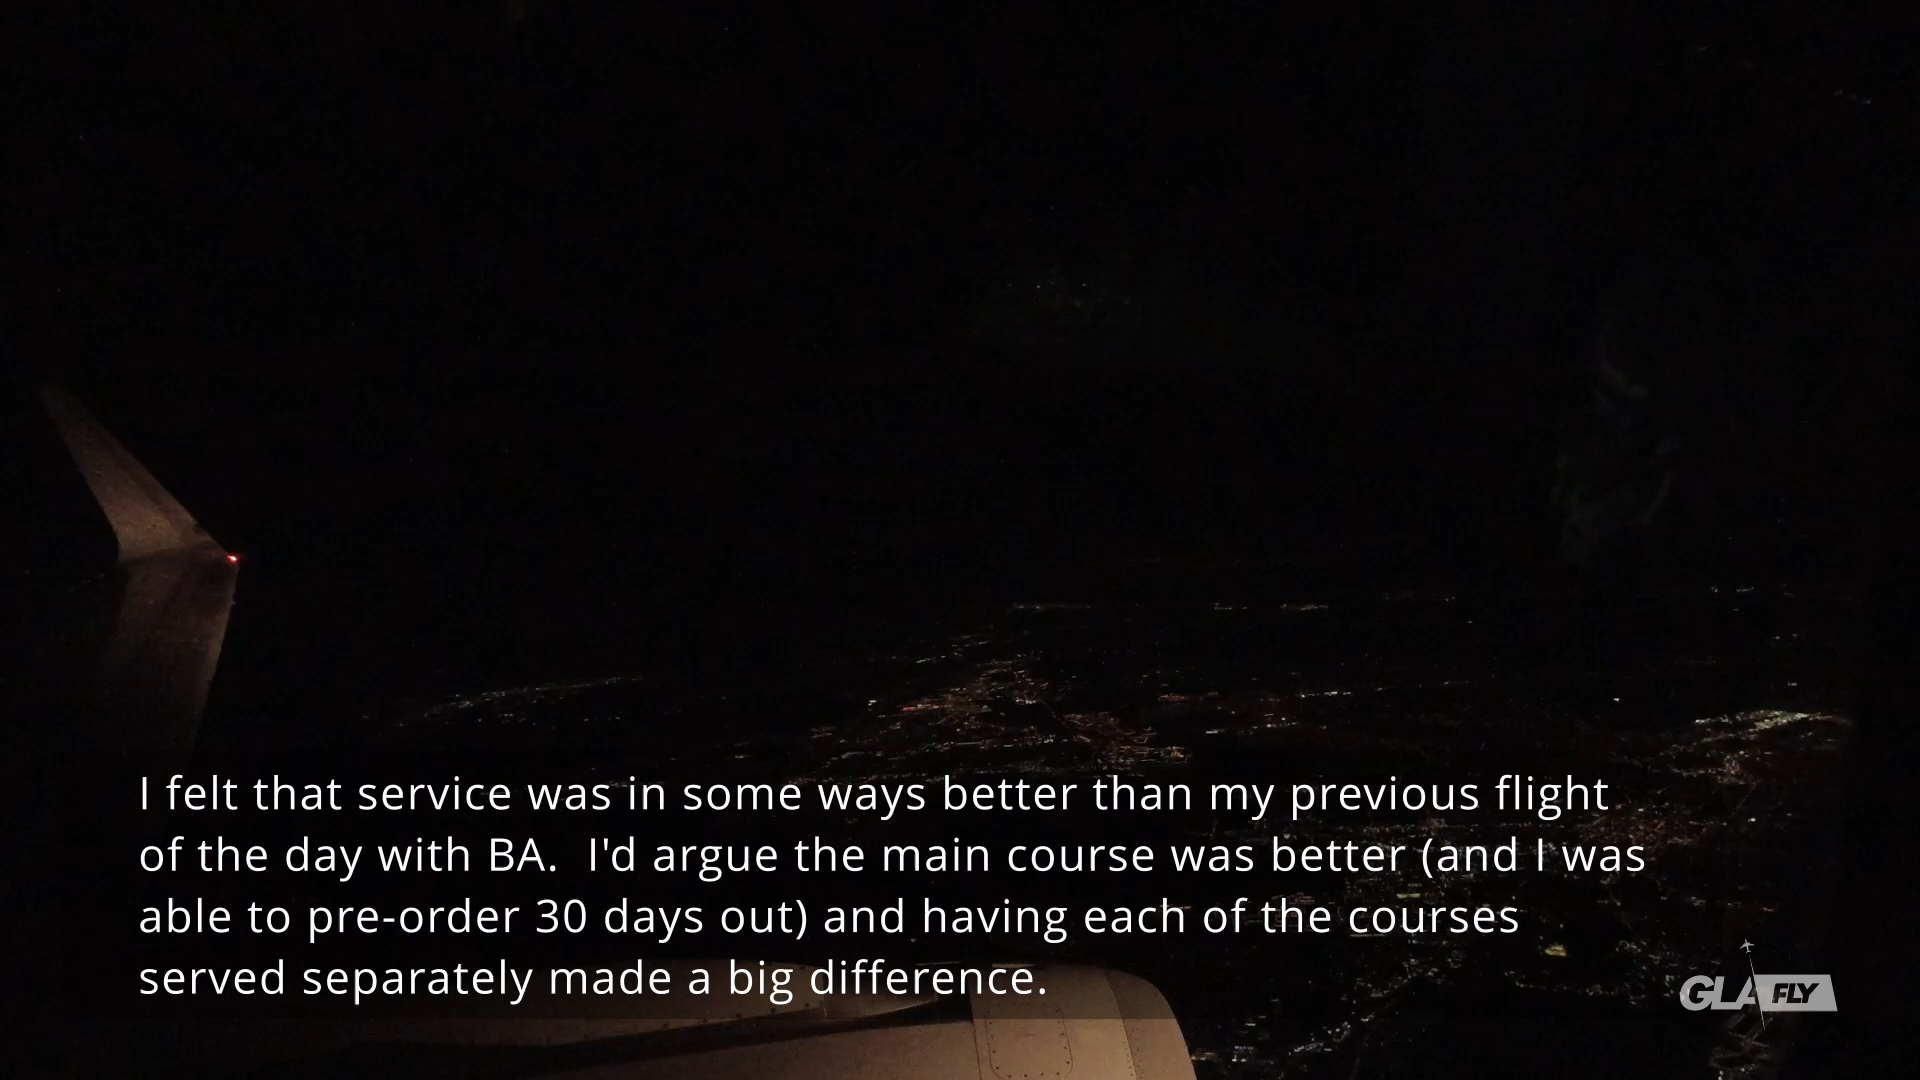 I felt that service was in some ways better than my previous flight
of the day with BA.  I'd argue the main course was better (and I was
able to pre-order 30 days out) and having each of the courses
served separately made a big difference.
GLA FLY